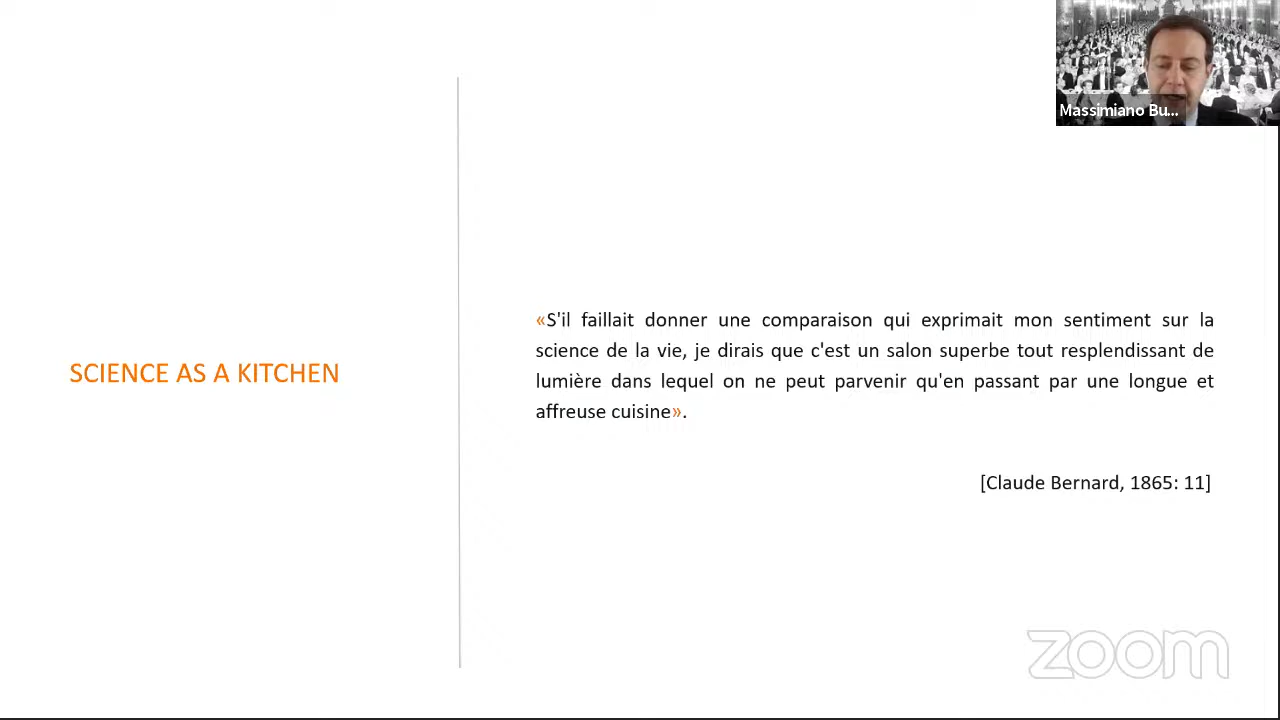 Massimiano Bu...
SCIENCE AS A KITCHEN
«S'il faillait donner une comparaison qui exprimait mon sentiment sur la
science de la vie, je dirais que c'est un salon superbe tout resplendissant de
lumière dans lequel on ne peut parvenir qu'en passant par une longue et
affreuse cuisine».
[Claude Bernard, 1865: 11]
zoom